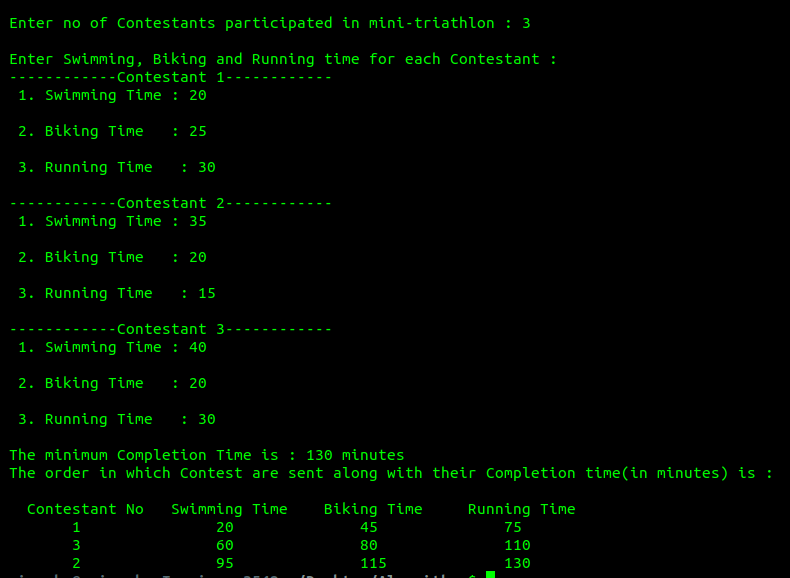 Enter no of Contestants participated in mini-triathlon : 3
Enter Swimming, Biking and Running time for each Contestant :
------------Contestant 1------------
1. Swimming Time : 20
2. Biking Time   : 25
3. Running Time   : 30
------------Contestant 2------------
1. Swimming Time : 35
2. Biking Time   : 20
3. Running Time   : 15
------------Contestant 3------------
1. Swimming Time : 40
2. Biking Time   : 20
3. Running Time   : 30
The minimum Completion Time is : 130 minutes
The order in which Contest are sent along with their Completion time(in minutes) is :
Contestant No   Swimming Time    Biking Time     Running Time
1               20              45              75
3               60              80              110
2               95              115             130